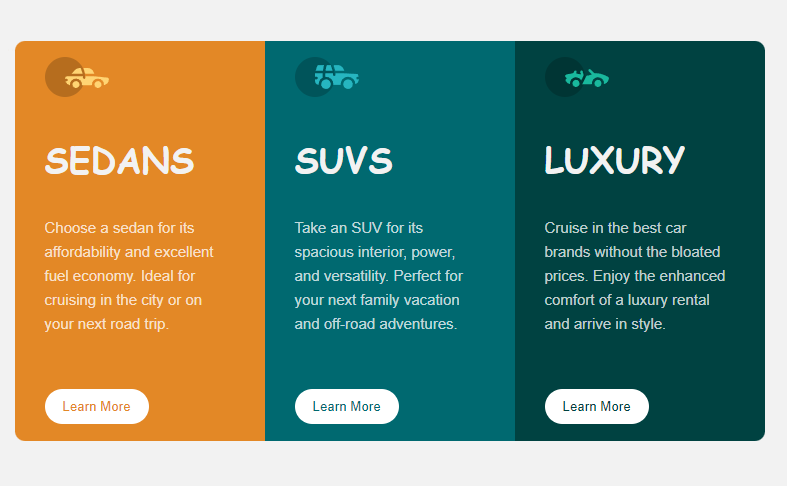 SEDANS
Choose a sedan for its
affordability and excellent
fuel economy. Ideal for
cruising in the city or on
your next road trip.
Learn More
SUVS
Take an SUV for its
spacious interior, power,
and versatility. Perfect for
your next family vacation
and off-road adventures.
Learn More
LUXURY
Cruise in the best car
brands without the bloated
prices. Enjoy the enhanced
comfort of a luxury rental
and arrive in style.
Learn More